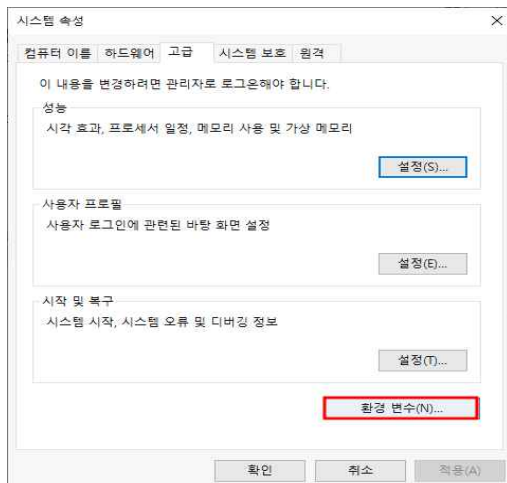 시스템 속성
컴퓨터 이름 하드웨어 고급 시스템 보호 원격
이 내용을 변경하려면 관리자로 로그온해야 합니다.
성능
시각 효과, 프로세서 일정, 메모리 사용 및 가상 메모리
설정(S)...
사용자 프로필
사용자 로그인에 관련된 바탕 화면 설정
설정(E)...
시작 및 복구
시스템 시작, 시스템 오류 및 디버깅 정보
설정(T)...
환경 변수(N)...
확인 취소 적용(A)